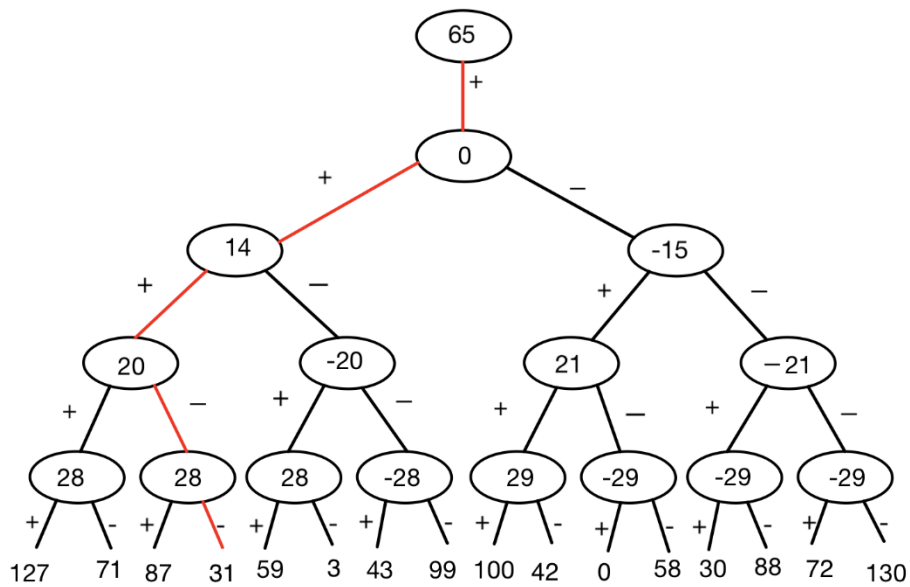 65
+
0
+ −
14 -15
+ − + −
20 -20 21 −21
+ − + − + − + −
28 28 28 -28 29 -29 -29 -29
+ - + - + - + - + - + - + - + -
127 71 87 31 59 3 43 99 100 42 0 58 30 88 72 130